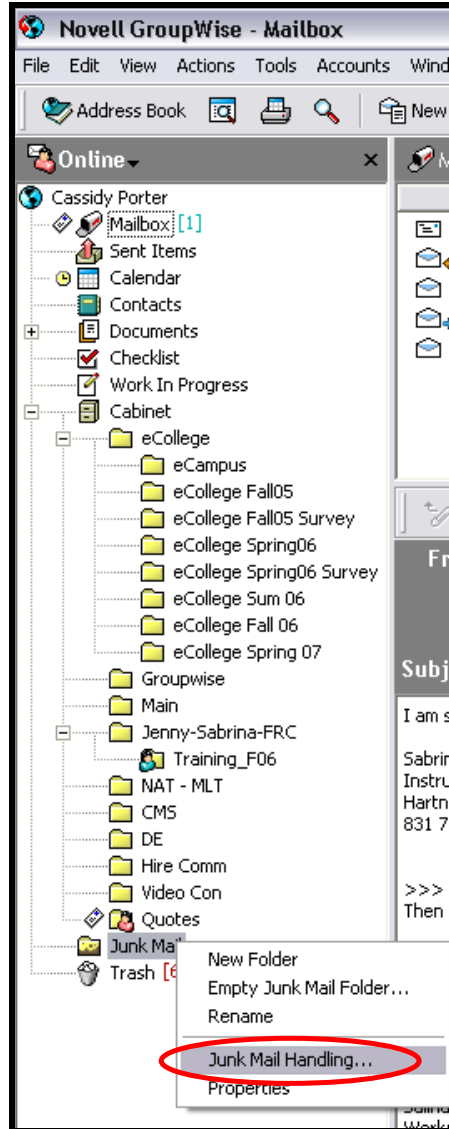 Novell GroupWise - Mailbox
File Edit View Actions Tools Accounts Wind
Address Book New
Online
Cassidy Porter
Mailbox [1]
Sent Items
Calendar
Contacts
Documents
Checklist
Work In Progress
Cabinet
eCollege
eCampus
eCollege Fall05
eCollege Fall05 Survey
eCollege Spring06
eCollege Spring06 Survey
eCollege Sum 06
eCollege Fall 06
eCollege Spring 07
Groupwise
Main
Jenny-Sabrina-FRC
Training_F06
NAT - MLT
CMS
DE
Hire Comm
Video Con
Quotes
Junk Mai
Trash [6
New Folder
Empty Junk Mail Folder...
Rename
Junk Mail Handling...
Properties
Fr
Subj
I am s
Sabrin
Instru
Hartn
831 7
>>>
Then